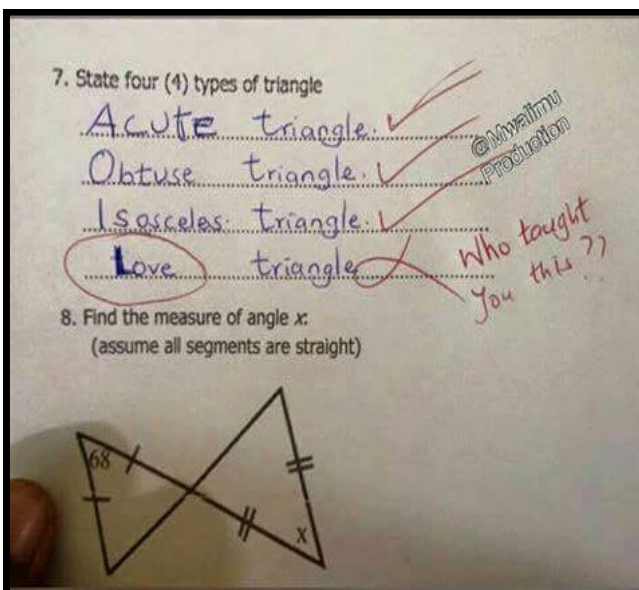 7. State four (4) types of triangle
Acute triangle.
@Mwalimu
Production
Obtuse triangle.
Isosceles. triangle.
Love triangle
Who taught
you this??
8. Find the measure of angle x:
(assume all segments are straight)
68
x